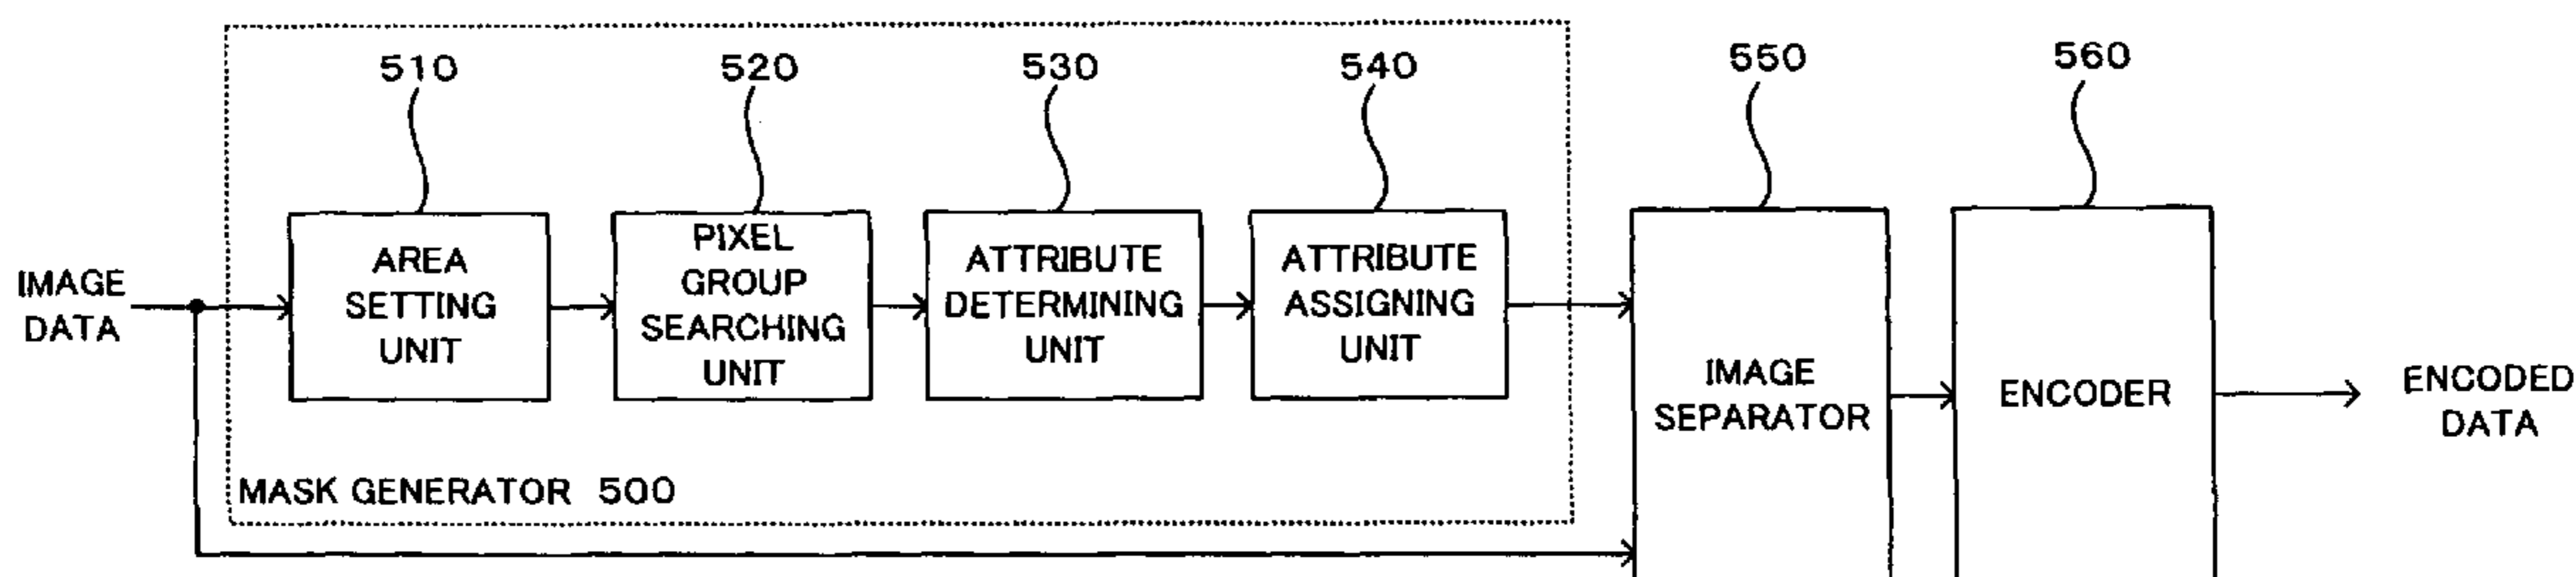 510
520
530
540
550
560
IMAGE
DATA
AREA
SETTING
UNIT
PIXEL
GROUP
SEARCHING
UNIT
ATTRIBUTE
DETERMINING
UNIT
ATTRIBUTE
ASSIGNING
UNIT
IMAGE
SEPARATOR
ENCODER
ENCODED
DATA
MASK GENERATOR 500